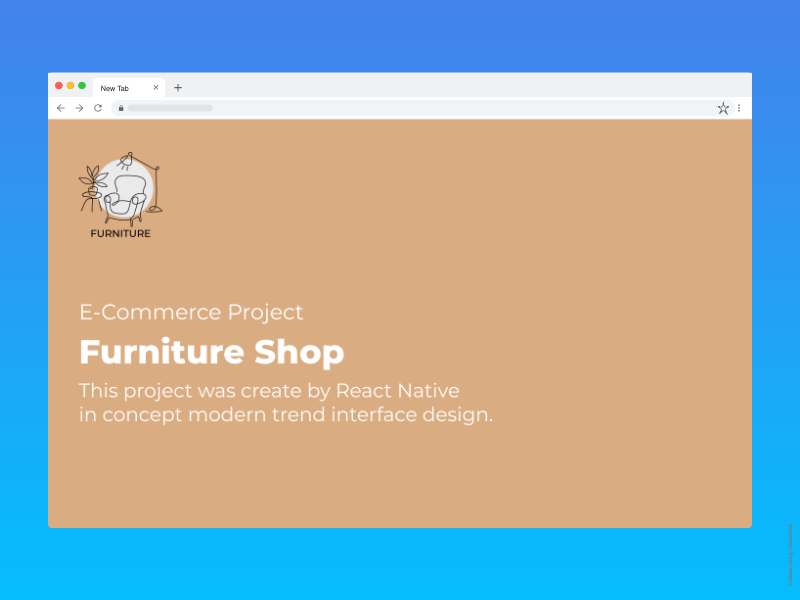 New Tab
FURNITURE
E-Commerce Project
Furniture Shop
This project was create by React Native
in concept modern trend interface design.